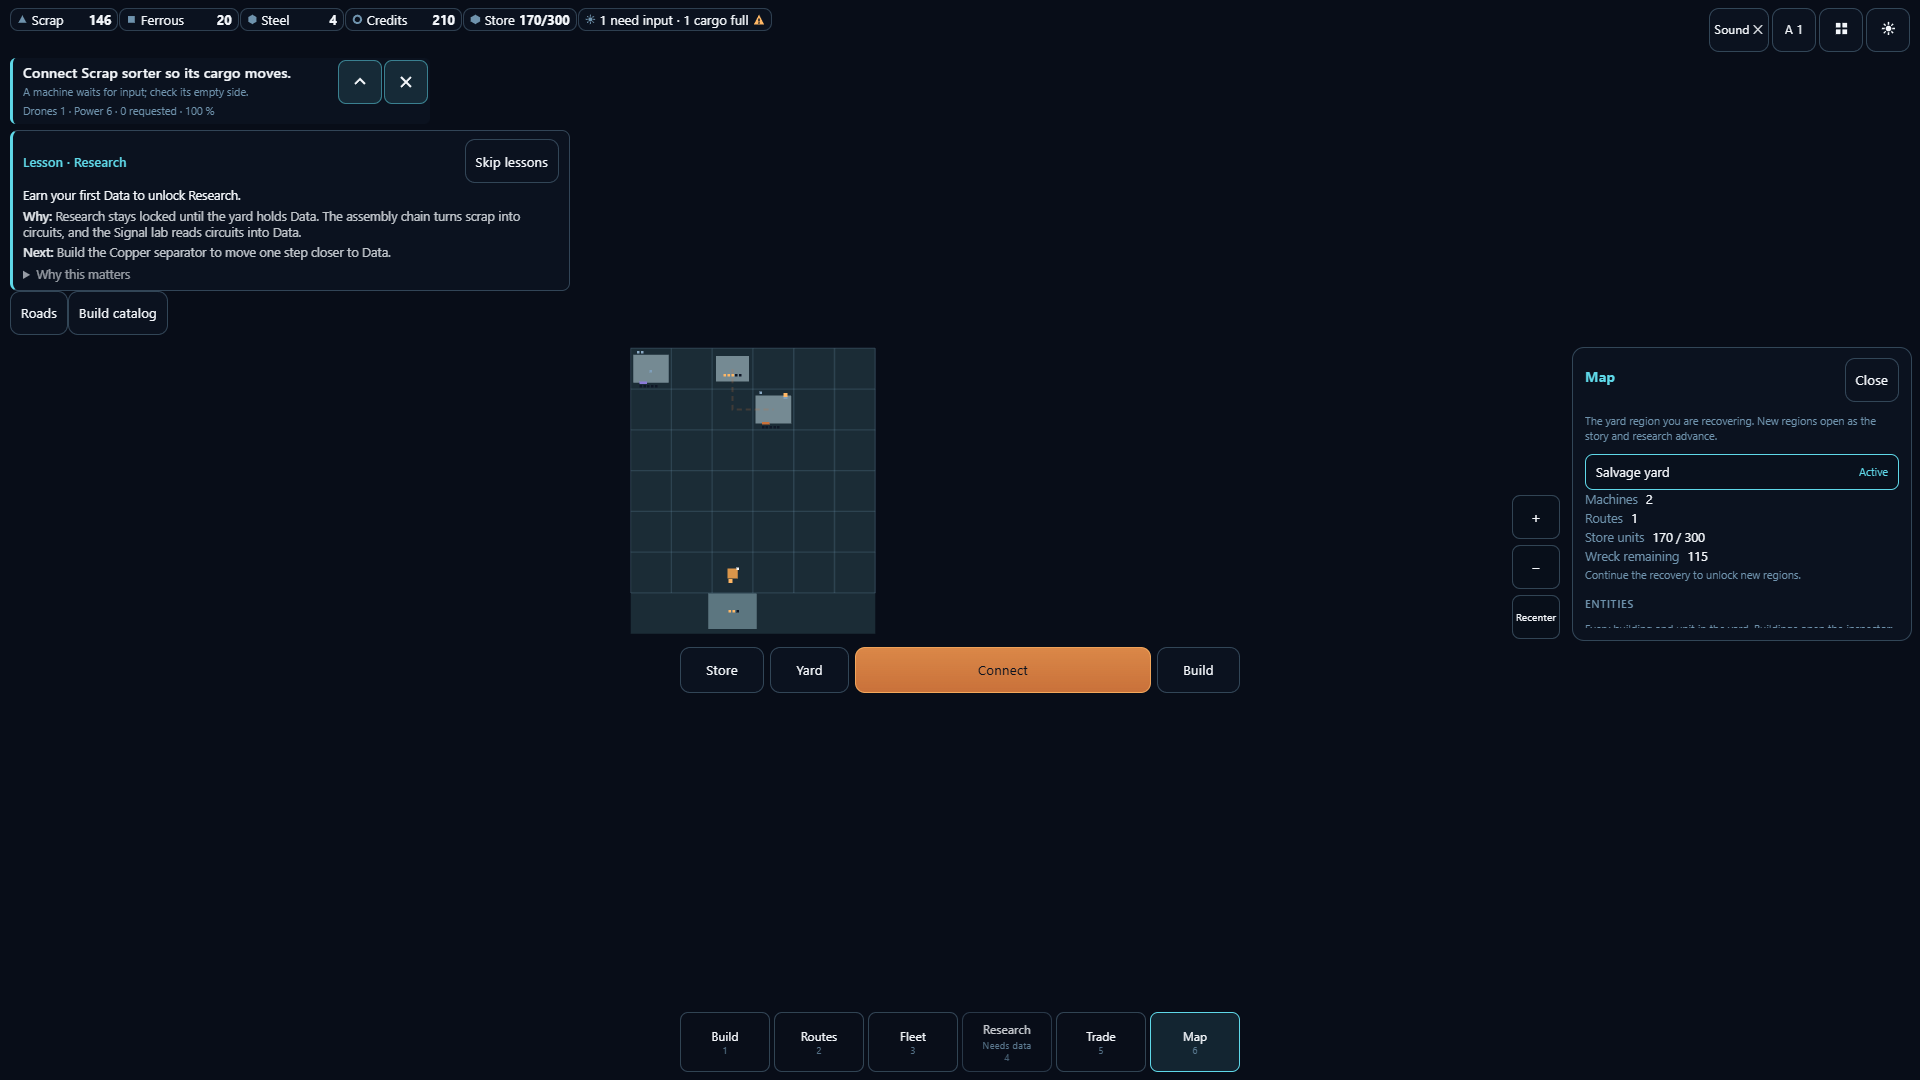 Scrap 146 Ferrous 20 Steel 4 Credits 210 Store 170/300 1 need input · 1 cargo full
Sound A 1
Connect Scrap sorter so its cargo moves.
A machine waits for input; check its empty side.
Drones 1 · Power 6 · 0 requested · 100 %
Lesson · Research
Skip lessons
Earn your first Data to unlock Research.
Why: Research stays locked until the yard holds Data. The assembly chain turns scrap into
circuits, and the Signal lab reads circuits into Data.
Next: Build the Copper separator to move one step closer to Data.
Why this matters
Roads Build catalog
Map
Close
The yard region you are recovering. New regions open as the
story and research advance.
Salvage yard Active
Machines 2
Routes 1
Store units 170 / 300
Wreck remaining 115
Continue the recovery to unlock new regions.
ENTITIES
+
−
Recenter
Store Yard Connect Build
Build 1
Routes 2
Fleet 3
Research Needs data 4
Trade 5
Map 6